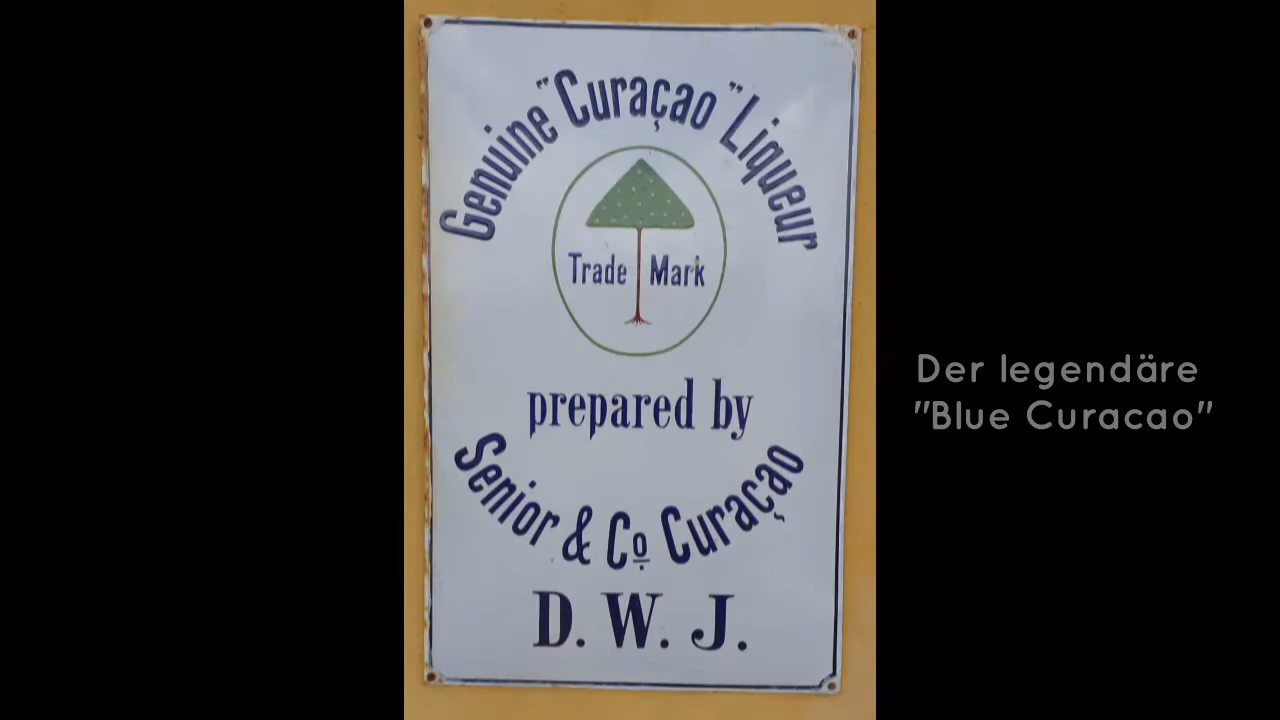 Genuine "Curaçao" Liqueur
Trade Mark
prepared by
Senior & Co Curaçao
D. W. J.
Der legendäre
"Blue Curacao"